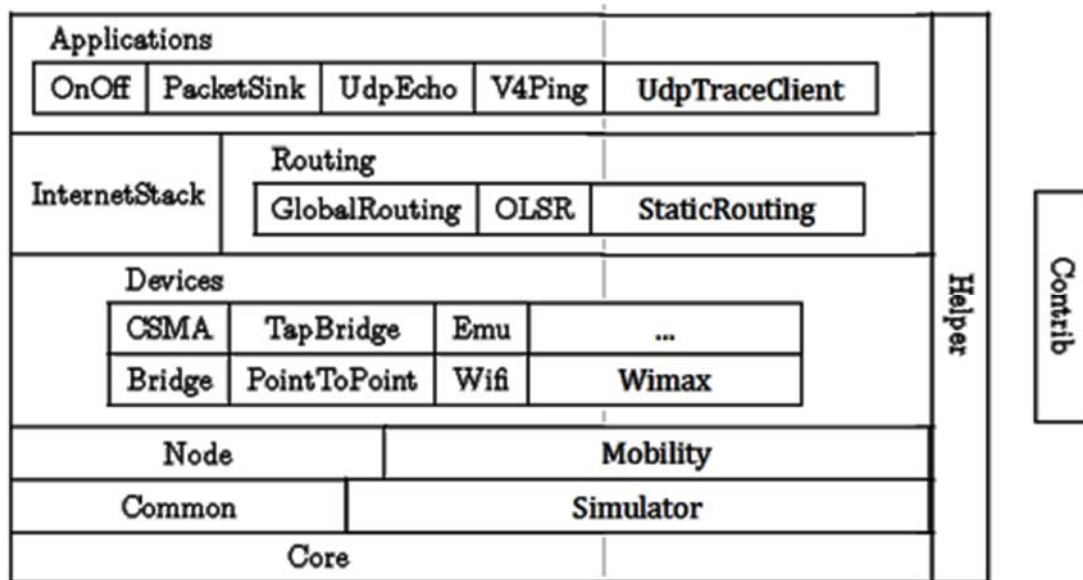 Applications
OnOff PacketSink UdpEcho V4Ping UdpTraceClient
InternetStack
Routing
GlobalRouting OLSR StaticRouting
Devices
CSMA TapBridge Emu ...
Bridge PointToPoint Wifi Wimax
Node Mobility
Common Simulator
Core
Helper
Contrib